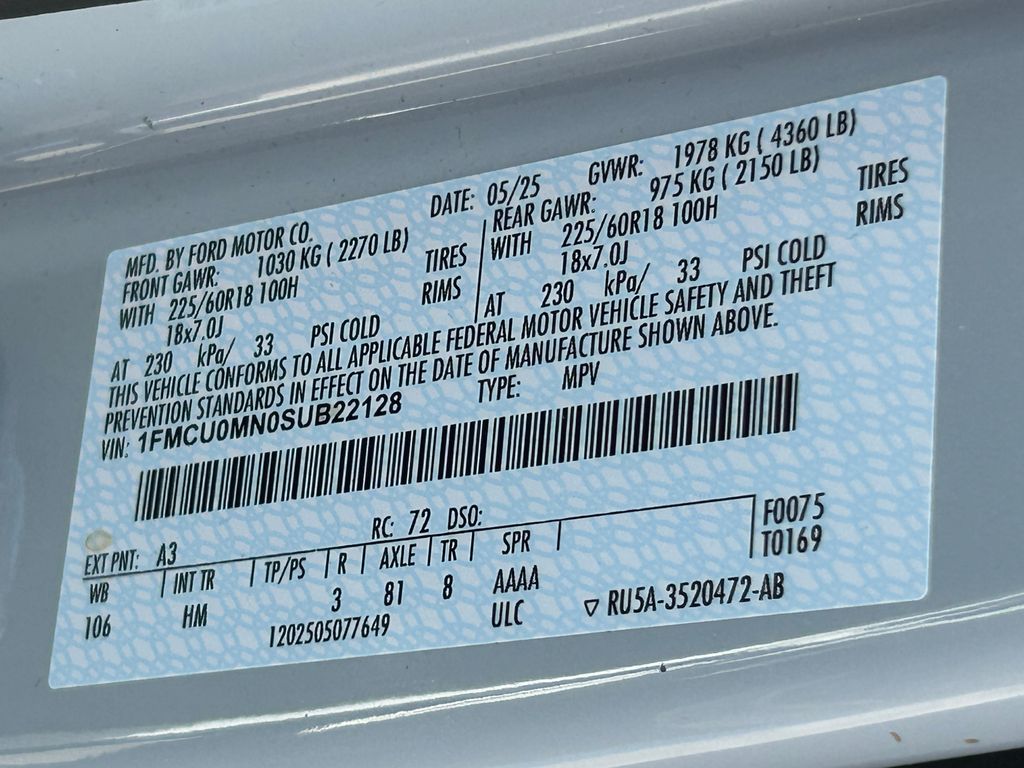 MFD. BY FORD MOTOR CO. DATE: 05/25 GVWR: 1978 KG ( 4360 LB)
FRONT GAWR: 1030 KG ( 2270 LB) REAR GAWR: 975 KG ( 2150 LB)
WITH 225/60R18 100H TIRES WITH 225/60R18 100H TIRES
18x7.0J RIMS 18x7.0J RIMS
AT 230 kPa/ 33 PSI COLD AT 230 kPa/ 33 PSI COLD
THIS VEHICLE CONFORMS TO ALL APPLICABLE FEDERAL MOTOR VEHICLE SAFETY AND THEFT
PREVENTION STANDARDS IN EFFECT ON THE DATE OF MANUFACTURE SHOWN ABOVE.
VIN: 1FMCU0MN0SUB22128 TYPE: MPV
EXT PNT: A3 RC: 72 DSO: F0075
WB INT TR TP/PS R AXLE TR SPR T0169
106 HM 3 81 8 AAAA
1202505077649 ULC ▽ RU5A-3520472-AB